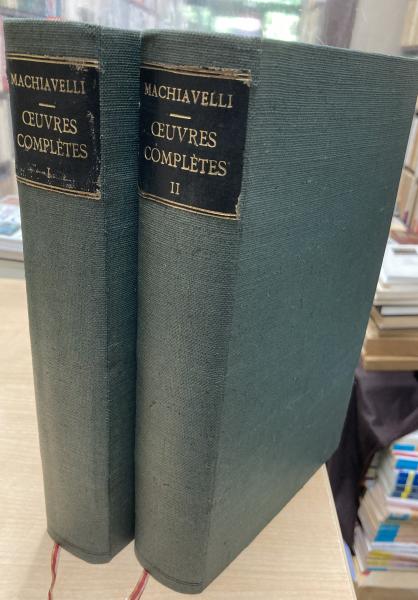 MACHIAVELLI
ŒUVRES
COMPLÈTES
I
MACHIAVELLI
ŒUVRES
COMPLÈTES
II